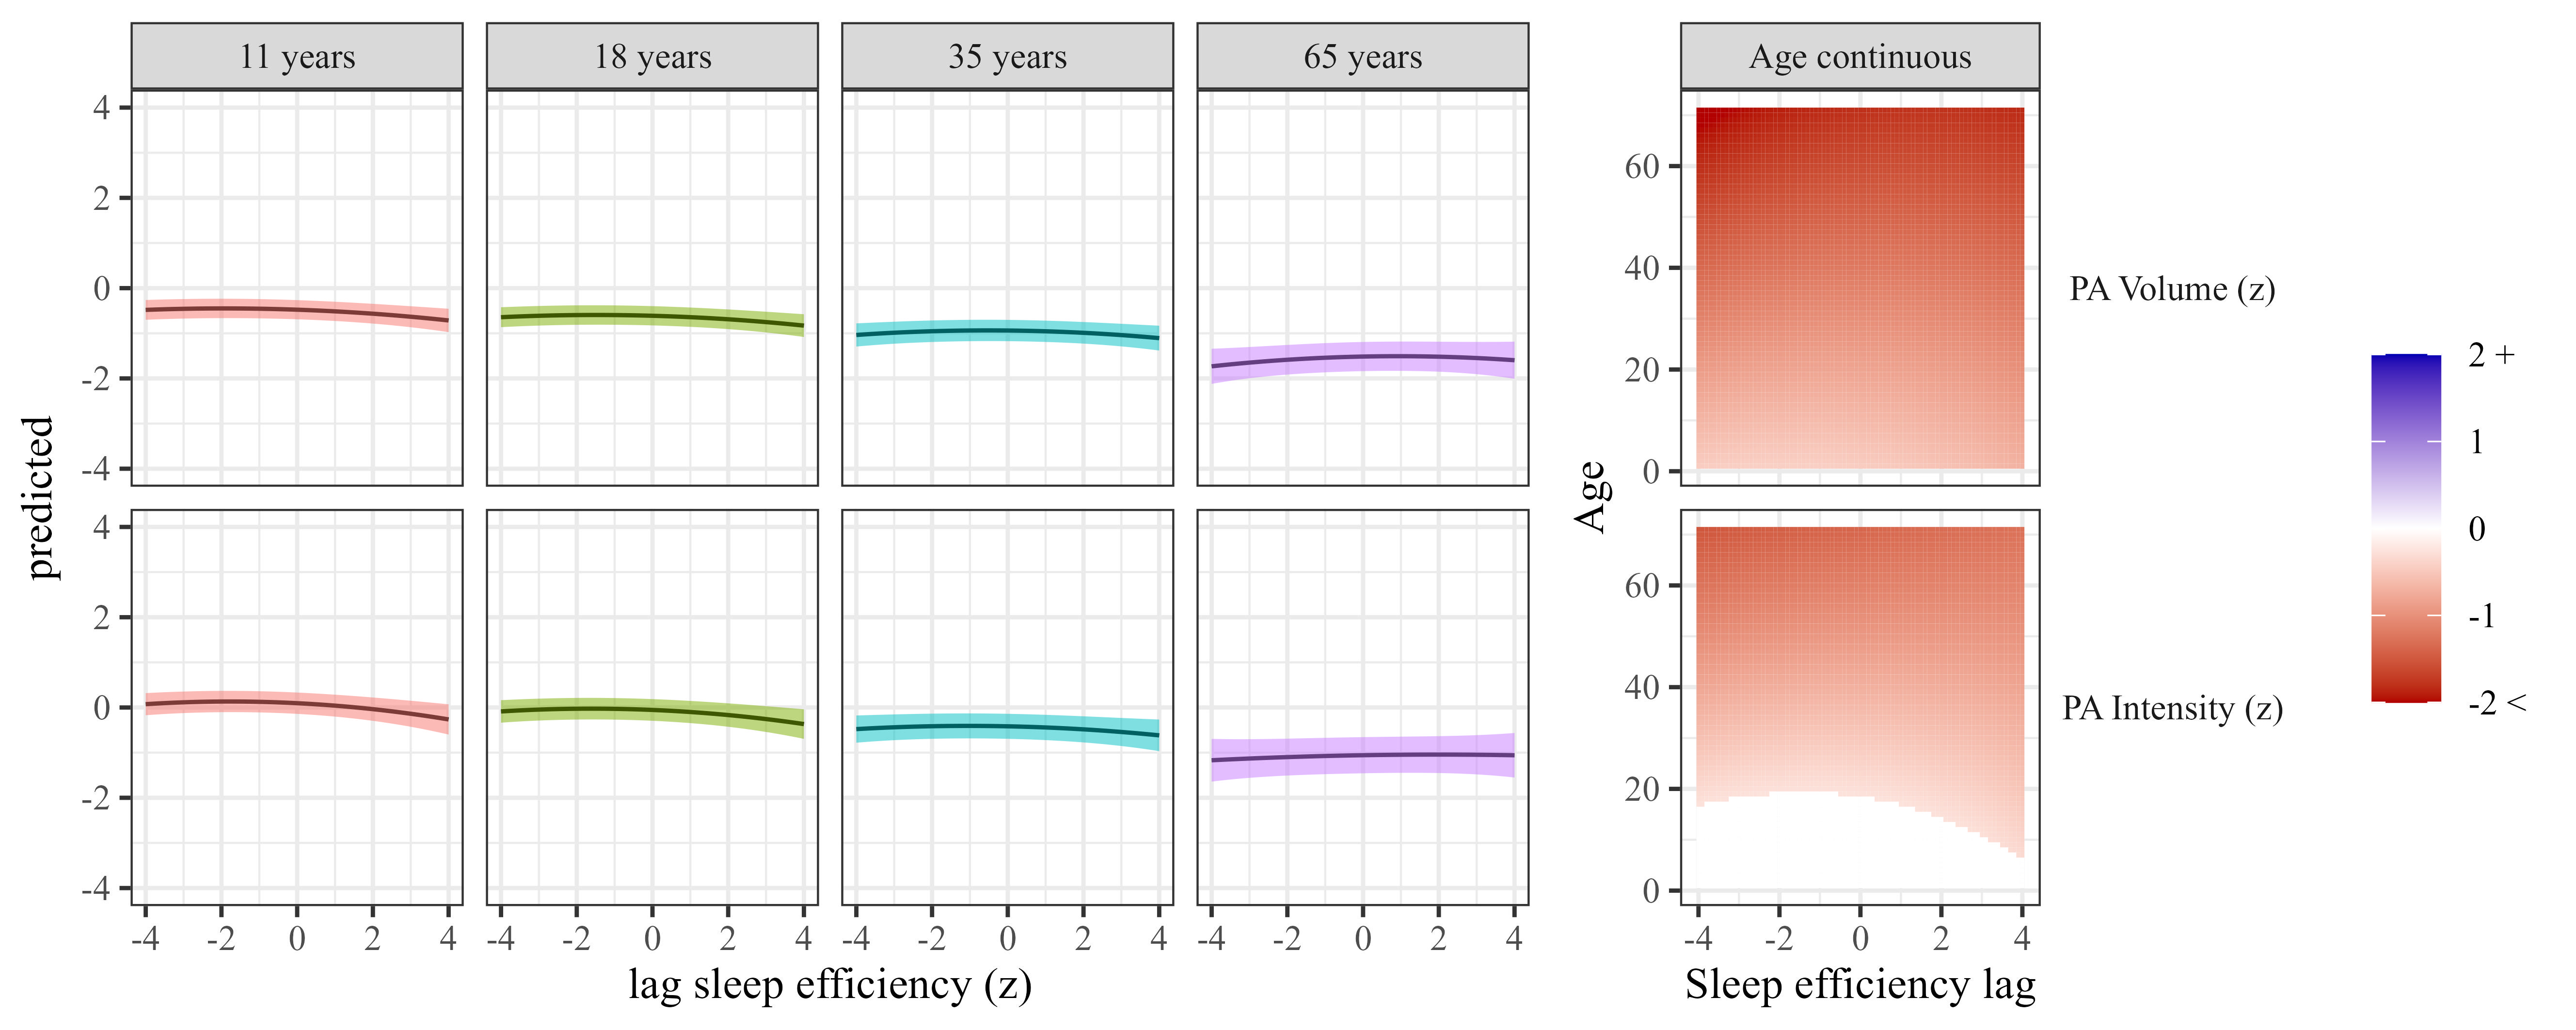 11 years
18 years
35 years
65 years
Age continuous
predicted
4
2
0
-2
-4
4
2
0
-2
-4
-4 -2 0 2 4
-4 -2 0 2 4
-4 -2 0 2 4
-4 -2 0 2 4
lag sleep efficiency (z)
Age
60
40
20
0
60
40
20
0
-4 -2 0 2 4
Sleep efficiency lag
PA Volume (z)
PA Intensity (z)
2 +
1
0
-1
-2 <